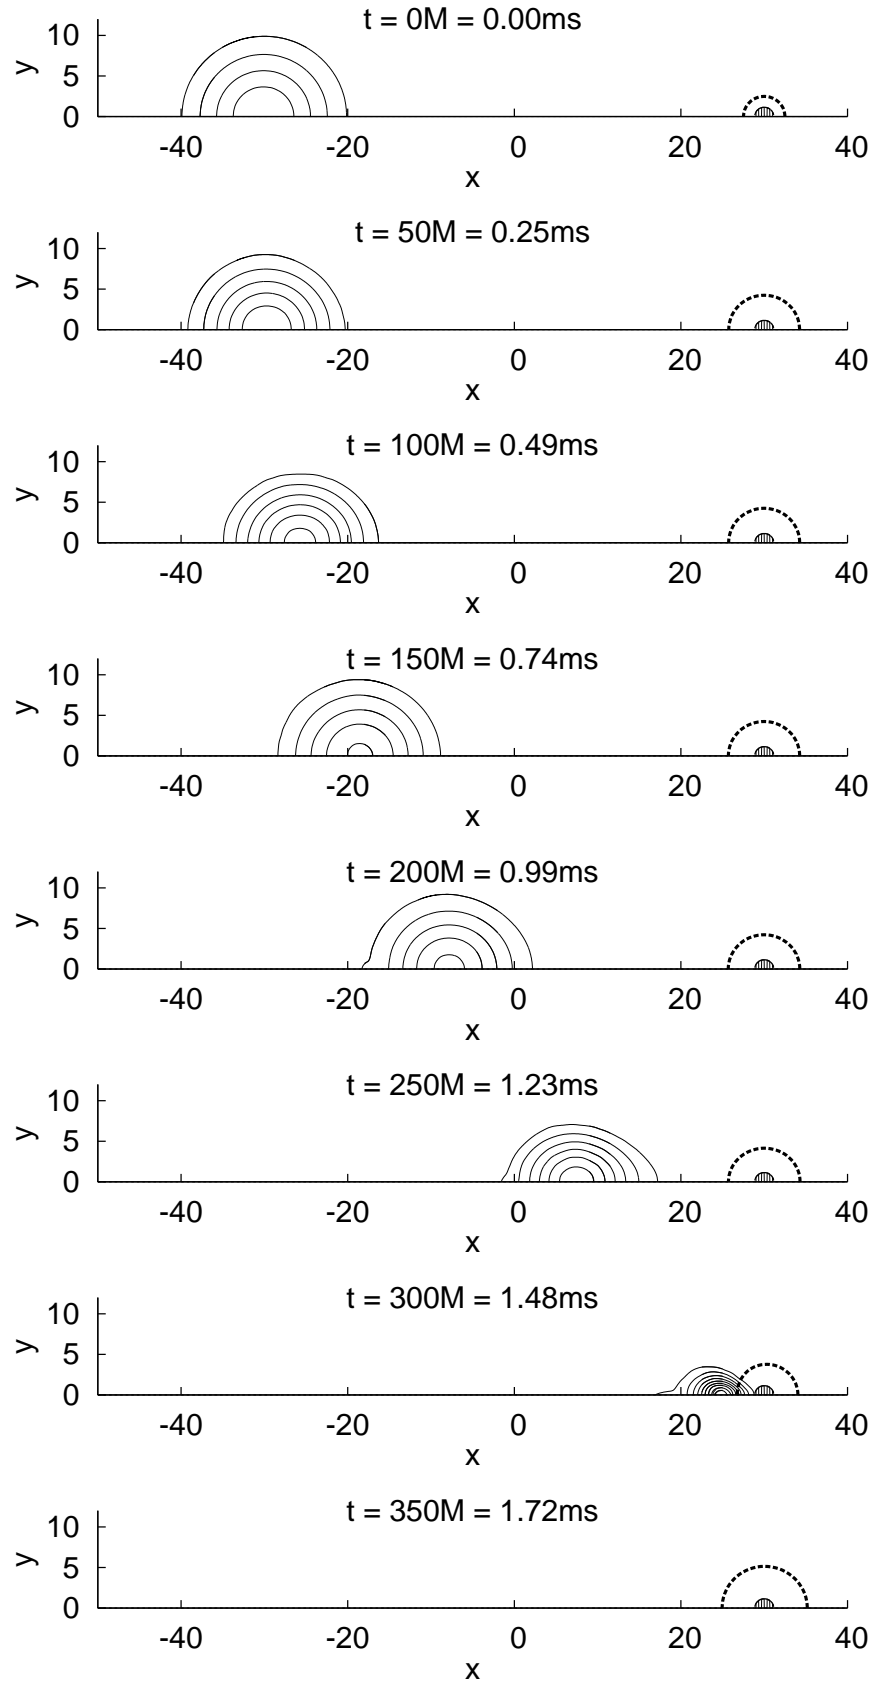 t = 0M = 0.00ms
10
y
5
0
-40 -20 0 20 40
x
t = 50M = 0.25ms
10
y
5
0
-40 -20 0 20 40
x
t = 100M = 0.49ms
10
y
5
0
-40 -20 0 20 40
x
t = 150M = 0.74ms
10
y
5
0
-40 -20 0 20 40
x
t = 200M = 0.99ms
10
y
5
0
-40 -20 0 20 40
x
t = 250M = 1.23ms
10
y
5
0
-40 -20 0 20 40
x
t = 300M = 1.48ms
10
y
5
0
-40 -20 0 20 40
x
t = 350M = 1.72ms
10
y
5
0
-40 -20 0 20 40
x